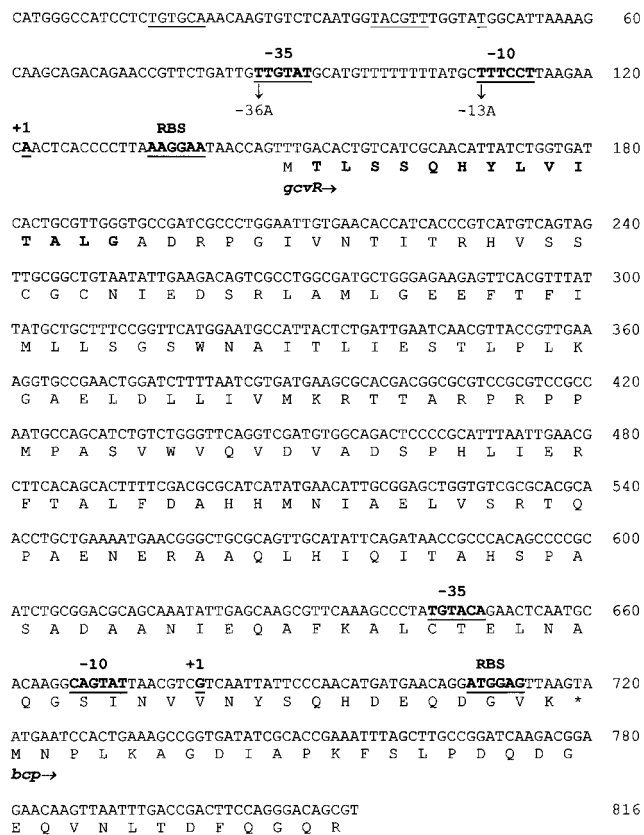 CATGGGCCATCCTCTGTGCAAACAAGTGTCTCAATGGTACGTTTGGTATGGCATTAAAAG 60
-35 -10
CAAGCAGACAGAACCGTTCTGATTGTTGTATGCATGTTTTTTTTATGCTTTCCTTAAGAA 120
↓ ↓
-36A -13A
+1 RBS
CAACTCACCCCTTAAAGGAATAACCAGTTTGACACTGTCATCGCAACATTATCTGGTGAT 180
M T L S S Q H Y L V I
gcvR→
CACTGCGTTGGGTGCCGATCGCCCTGGAATTGTGAACACCATCACCCGTCATGTCAGTAG 240
T A L G A D R P G I V N T I T R H V S S
TTGCGGCTGTAATATTGAAGACAGTCGCCTGGCGATGCTGGGAGAAGAGTTCACGTTTAT 300
C G C N I E D S R L A M L G E E F T F I
TATGCTGCTTTCCGGTTCATGGAATGCCATTACTCTGATTGAATCAACGTTACCGTTGAA 360
M L L S G S W N A I T L I E S T L P L K
AGGTGCCGAACTGGATCTTTTAATCGTGATGAAGCGCACGACGGCGCGTCCGCGTCCGCC 420
G A E L D L L I V M K R T T A R P R P P
AATGCCAGCATCTGTCTGGGTTCAGGTCGATGTGGCAGACTCCCCGCATTTAATTGAACG 480
M P A S V W V Q V D V A D S P H L I E R
CTTCACAGCACTTTTCGACGCGCATCATATGAACATTGCGGAGCTGGTGTCGCGCACGCA 540
F T A L F D A H H M N I A E L V S R T Q
ACCTGCTGAAAATGAACGGGCTGCGCAGTTGCATATTCAGATAACCGCCCACAGCCCCGC 600
P A E N E R A A Q L H I Q I T A H S P A
-35
ATCTGCGGACGCAGCAAATATTGAGCAAGCGTTCAAAGCCCTATGTACAGAACTCAATGC 660
S A D A A N I E Q A F K A L C T E L N A
-10 +1 RBS
ACAAGGCAGTATTAACGTCGTCAATTATTCCCAACATGATGAACAGGATGGAGTTAAGTA 720
Q G S I N V V N Y S Q H D E Q D G V K *
ATGAATCCACTGAAAGCCGGTGATATCGCACCGAAATTTAGCTTGCCGGATCAAGACGGA 780
M N P L K A G D I A P K F S L P D Q D G
bcp→
GAACAAGTTAATTTGACCGACTTCCAGGGACAGCGT 816
E Q V N L T D F Q G Q R